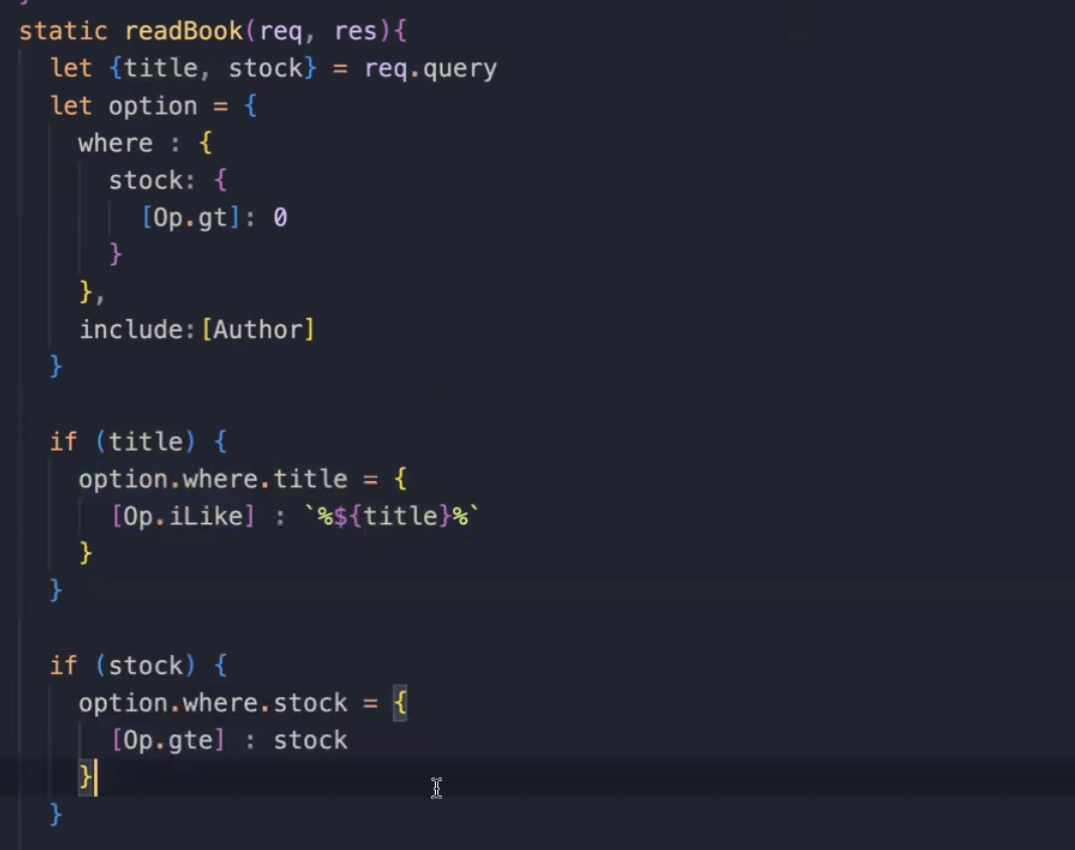 static readBook(req, res){
let {title, stock} = req.query
let option = {
where : {
stock: {
[Op.gt]: 0
}
},
include:[Author]
}
if (title) {
option.where.title = {
[Op.iLike] : `%${title}%`
}
}
if (stock) {
option.where.stock = {
[Op.gte] : stock
}
}